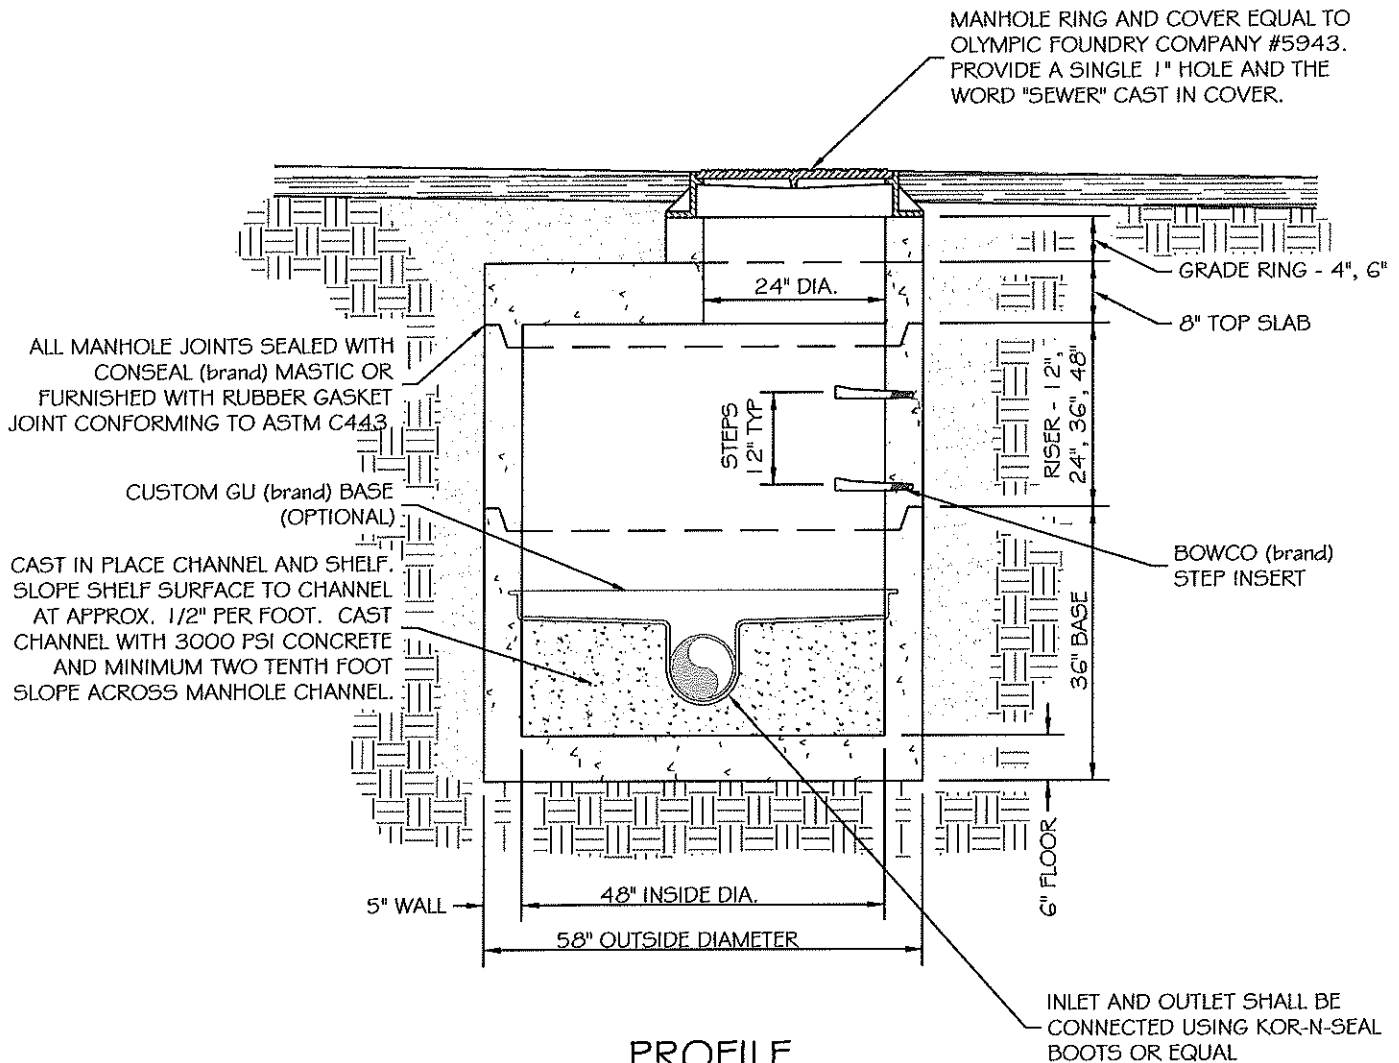 MANHOLE RING AND COVER EQUAL TO
OLYMPIC FOUNDRY COMPANY #5943.
PROVIDE A SINGLE 1" HOLE AND THE
WORD "SEWER" CAST IN COVER.
GRADE RING - 4", 6"
24" DIA.
8" TOP SLAB
ALL MANHOLE JOINTS SEALED WITH
CONSEAL (brand) MASTIC OR
FURNISHED WITH RUBBER GASKET
JOINT CONFORMING TO ASTM C443.
STEPS
12" TYP
RISER - 12",
24", 36", 48"
CUSTOM GU (brand) BASE
(OPTIONAL)
BOWCO (brand)
STEP INSERT
CAST IN PLACE CHANNEL AND SHELF.
SLOPE SHELF SURFACE TO CHANNEL
AT APPROX. 1/2" PER FOOT. CAST
CHANNEL WITH 3000 PSI CONCRETE
AND MINIMUM TWO TENTH FOOT
SLOPE ACROSS MANHOLE CHANNEL.
36" BASE
6" FLOOR
5" WALL
48" INSIDE DIA.
58" OUTSIDE DIAMETER
INLET AND OUTLET SHALL BE
CONNECTED USING KOR-N-SEAL
BOOTS OR EQUAL
PROFILE